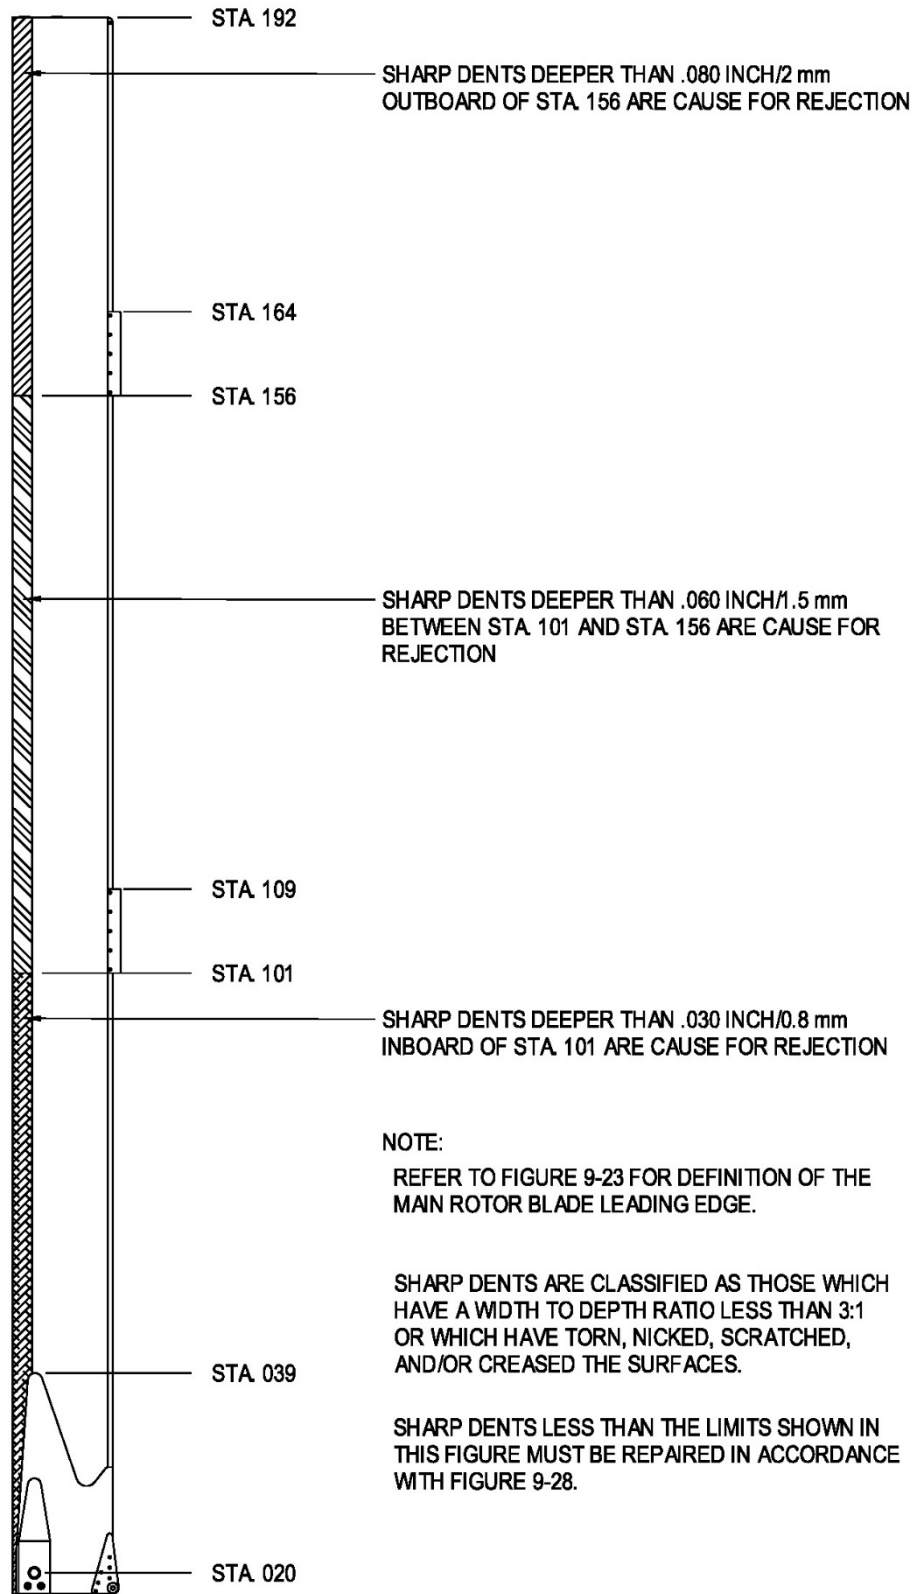 STA. 192
SHARP DENTS DEEPER THAN .080 INCH/2 mm
OUTBOARD OF STA. 156 ARE CAUSE FOR REJECTION
STA. 164
STA. 156
SHARP DENTS DEEPER THAN .060 INCH/1.5 mm
BETWEEN STA. 101 AND STA. 156 ARE CAUSE FOR
REJECTION
STA. 109
STA. 101
SHARP DENTS DEEPER THAN .030 INCH/0.8 mm
INBOARD OF STA. 101 ARE CAUSE FOR REJECTION
NOTE:
REFER TO FIGURE 9-23 FOR DEFINITION OF THE
MAIN ROTOR BLADE LEADING EDGE.
SHARP DENTS ARE CLASSIFIED AS THOSE WHICH
HAVE A WIDTH TO DEPTH RATIO LESS THAN 3:1
OR WHICH HAVE TORN, NICKED, SCRATCHED,
AND/OR CREASED THE SURFACES.
STA. 039
SHARP DENTS LESS THAN THE LIMITS SHOWN IN
THIS FIGURE MUST BE REPAIRED IN ACCORDANCE
WITH FIGURE 9-28.
STA. 020